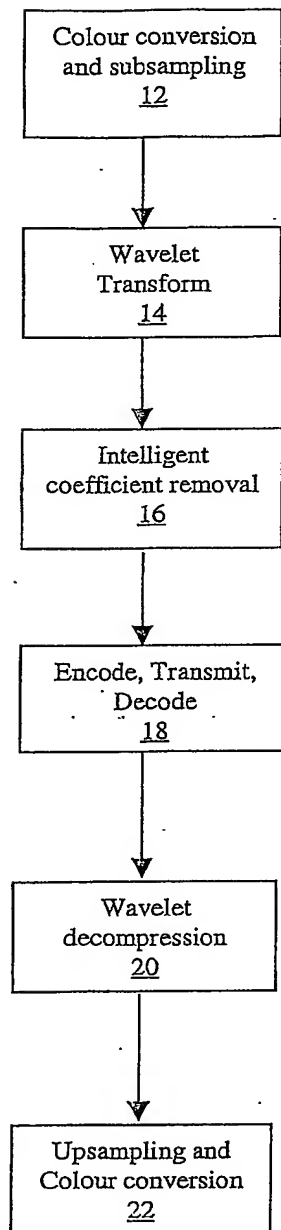 Colour conversion
and subsampling
12
Wavelet
Transform
14
Intelligent
coefficient removal
16
Encode, Transmit,
Decode
18
Wavelet
decompression
20
Upsampling and
Colour conversion
22